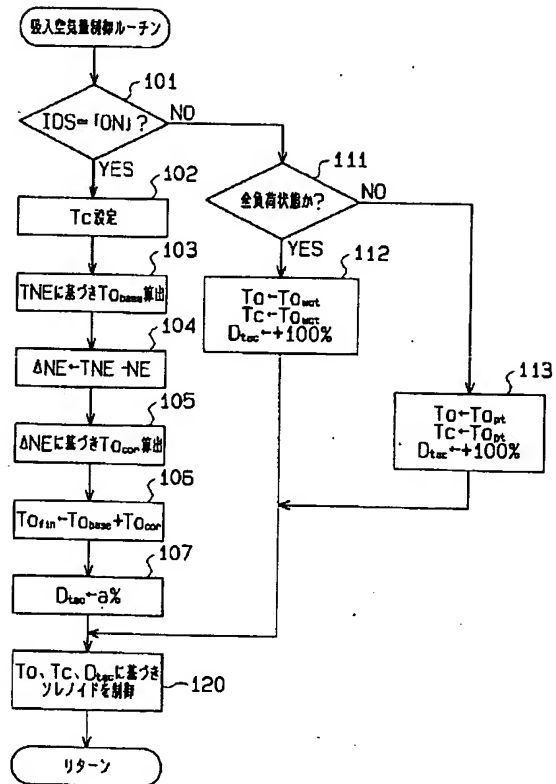 吸入空気量制御ルーチン
101
IDS=「ON」?
NO
YES
102
Tc設定
103
TNEに基づきTObase算出
104
ΔNE←TNE-NE
105
ΔNEに基づきTOcor算出
106
TOfin←TObase+TOcor
107
Dtac←a%
111
全負荷状態か?
NO
YES
112
To←TOwot
Tc←TOwot
Dtac←+100%
113
To←TOpt
Tc←TOpt
Dtac←+100%
To、Tc、Dtacに基づき
ソレノイドを制御
120
リターン